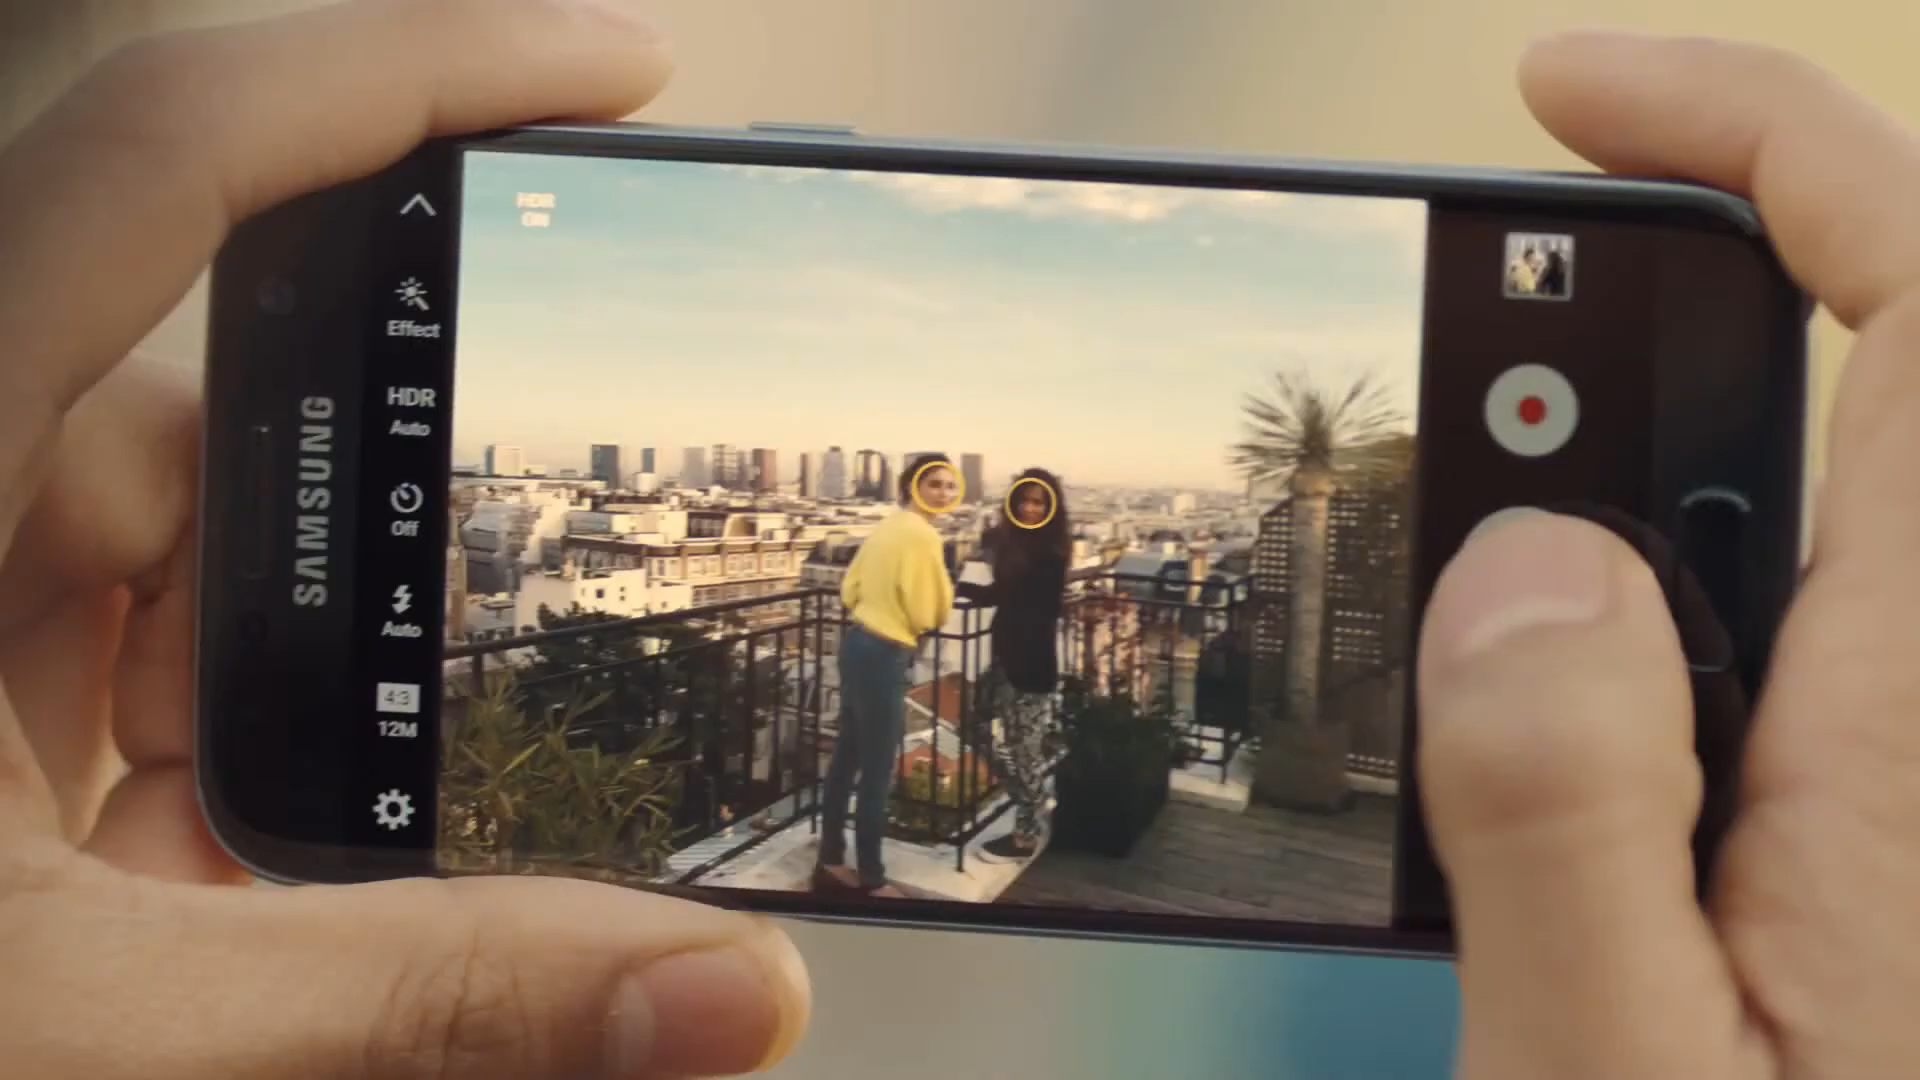 SAMSUNG
Effect
HDR
Auto
Off
Auto
4:3
12M
HDR
ON